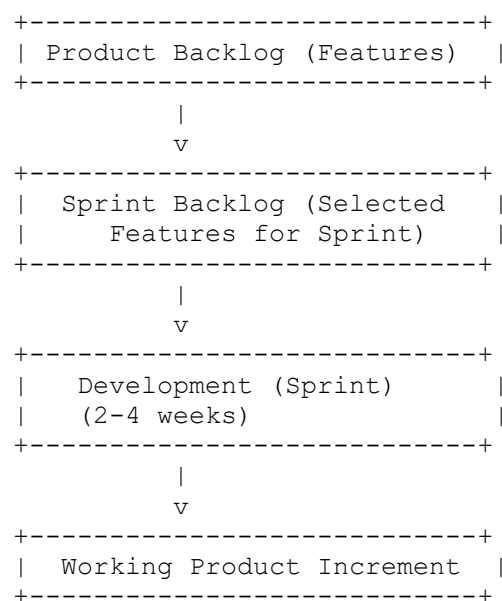 +----------------------------+
| Product Backlog (Features)  |
+----------------------------+
          |
          v
+----------------------------+
|  Sprint Backlog (Selected   |
|     Features for Sprint)    |
+----------------------------+
          |
          v
+----------------------------+
|   Development (Sprint)      |
|   (2-4 weeks)               |
+----------------------------+
          |
          v
+----------------------------+
|  Working Product Increment  |
+----------------------------+